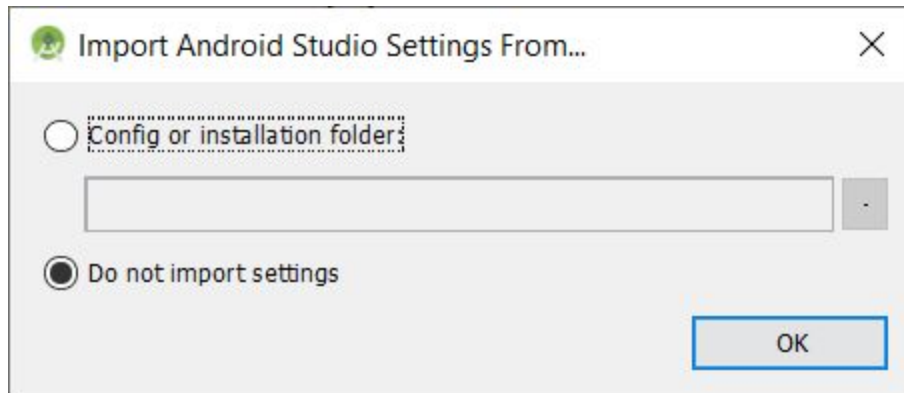 Import Android Studio Settings From...
Config or installation folder:
Do not import settings
OK